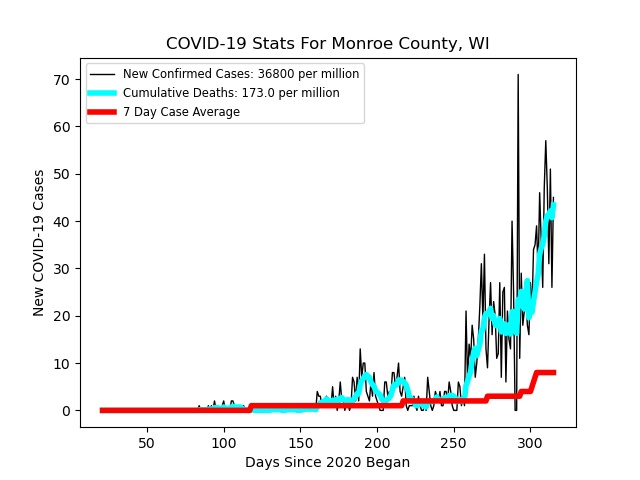 COVID-19 Stats For Monroe County, WI
New Confirmed Cases: 36800 per million
Cumulative Deaths: 173.0 per million
7 Day Case Average
New COVID-19 Cases
70
60
50
40
30
20
10
0
50 100 150 200 250 300
Days Since 2020 Began